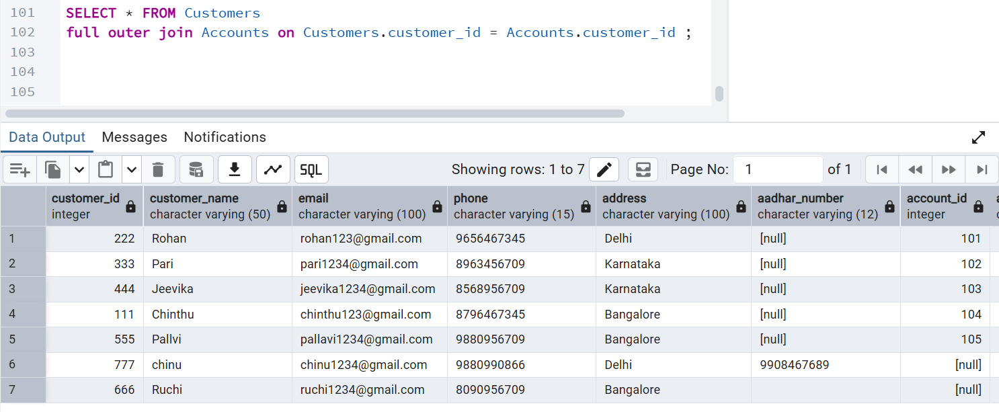 101 SELECT * FROM Customers
102 full outer join Accounts on Customers.customer_id = Accounts.customer_id ;
103
104
105
Data Output Messages Notifications
SQL Showing rows: 1 to 7 Page No: 1 of 1
customer_id customer_name email phone address aadhar_number account_id
integer character varying (50) character varying (100) character varying (15) character varying (100) character varying (12) integer
1 222 Rohan rohan123@gmail.com 9656467345 Delhi [null] 101
2 333 Pari pari1234@gmail.com 8963456709 Karnataka [null] 102
3 444 Jeevika jeevika1234@gmail.com 8568956709 Karnataka [null] 103
4 111 Chinthu chinthu123@gmail.com 8796467345 Bangalore [null] 104
5 555 Pallvi pallavi1234@gmail.com 9880956709 Bangalore [null] 105
6 777 chinu chinu1234@gmail.com 9880990866 Delhi 9908467689 [null]
7 666 Ruchi ruchi1234@gmail.com 8090956709 Bangalore [null]